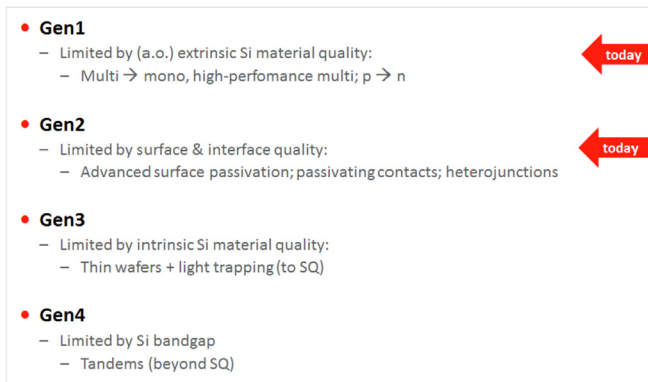 • Gen1
– Limited by (a.o.) extrinsic Si material quality:
today
– Multi → mono, high-perfomance multi; p → n
• Gen2
– Limited by surface & interface quality:
today
– Advanced surface passivation; passivating contacts; heterojunctions
• Gen3
– Limited by intrinsic Si material quality:
– Thin wafers + light trapping (to SQ)
• Gen4
– Limited by Si bandgap
– Tandems (beyond SQ)